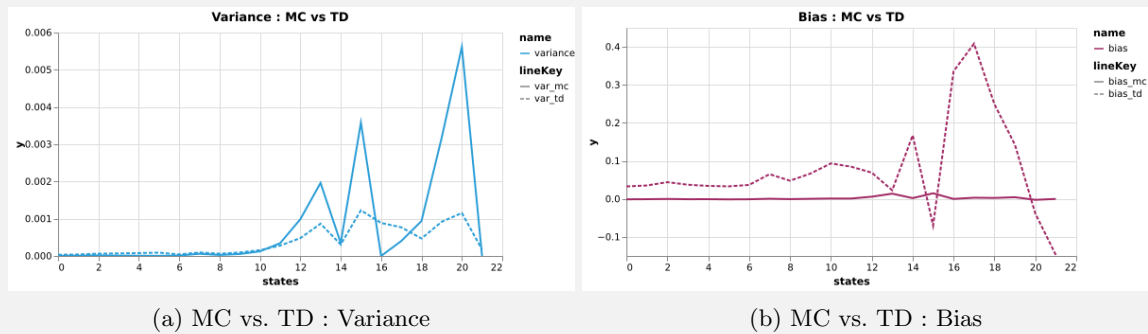 Variance : MC vs TD
0.006
0.005
0.004
0.003
0.002
0.001
0.000
y
0 2 4 6 8 10 12 14 16 18 20 22
states
name
variance
lineKey
var_mc
var_td
(a) MC vs. TD : Variance
Bias : MC vs TD
0.4
0.3
0.2
0.1
0.0
−0.1
y
0 2 4 6 8 10 12 14 16 18 20 22
states
name
bias
lineKey
bias_mc
bias_td
(b) MC vs. TD : Bias